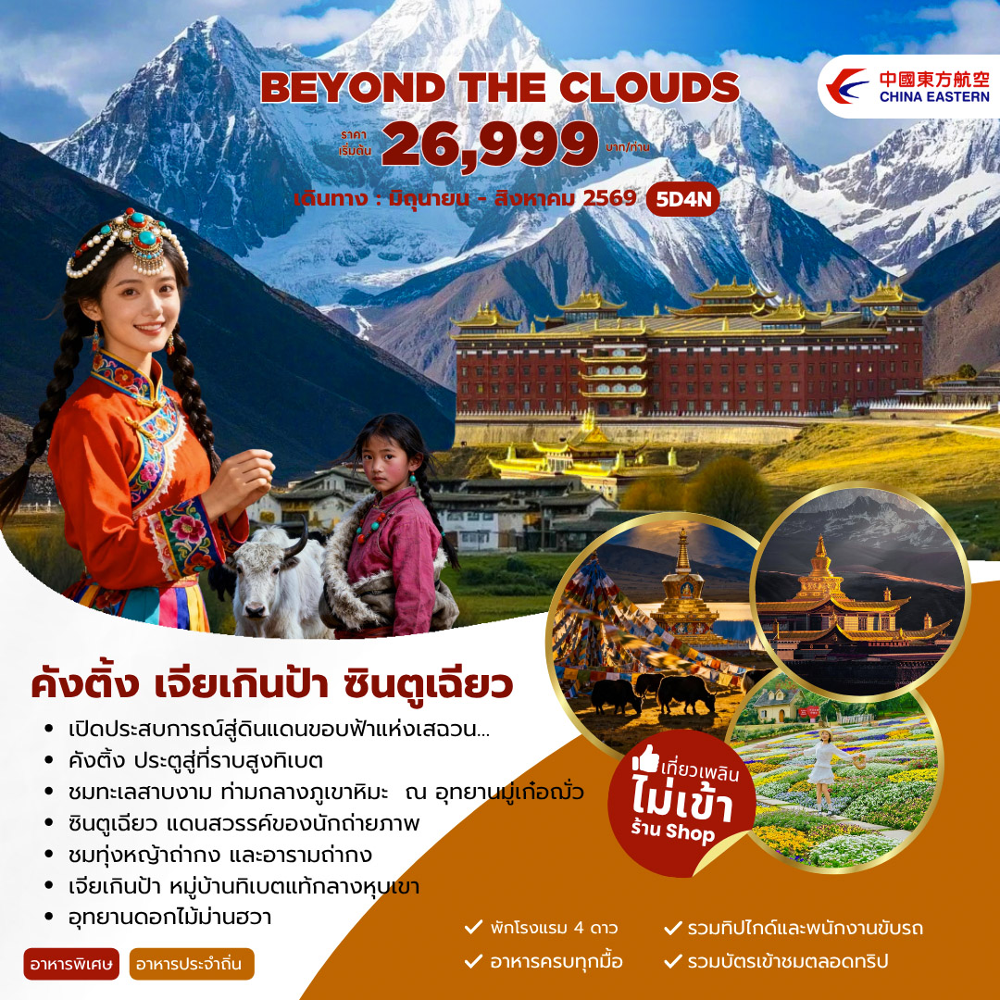 BEYOND THE CLOUDS
中國東方航空
CHINA EASTERN
ราคา
เริ่มต้น
26,999
บาท/ท่าน
เดินทาง : มิถุนายน - สิงหาคม 2569
5D4N
คังติ้ง เจียเกินป้า ซินตูเฉียว
• เปิดประสบการณ์สู่ดินแดนขอบฟ้าแห่งเสฉวน...
• คังติ้ง ประตูสู่ที่ราบสูงทิเบต
• ชมทะเลสาบงาม ท่ามกลางภูเขาหิมะ ณ อุทยานมู่เก๋อฌั่ว
• ซินตูเฉียว แดนสวรรค์ของนักถ่ายภาพ
• ชมทุ่งหญ้าถ่ากง และอารามถ่ากง
• เจียเกินป้า หมู่บ้านทิเบตแท้กลางหุบเขา
• อุทยานดอกไม้ม่านฮวา
เที่ยวเพลิน
ไม่เข้า
ร้าน Shop
พักโรงแรม 4 ดาว
รวมทิปไกด์และพนักงานขับรถ
อาหารครบทุกมื้อ
รวมบัตรเข้าชมตลอดทริป
อาหารพิเศษ
อาหารประจำถิ่น